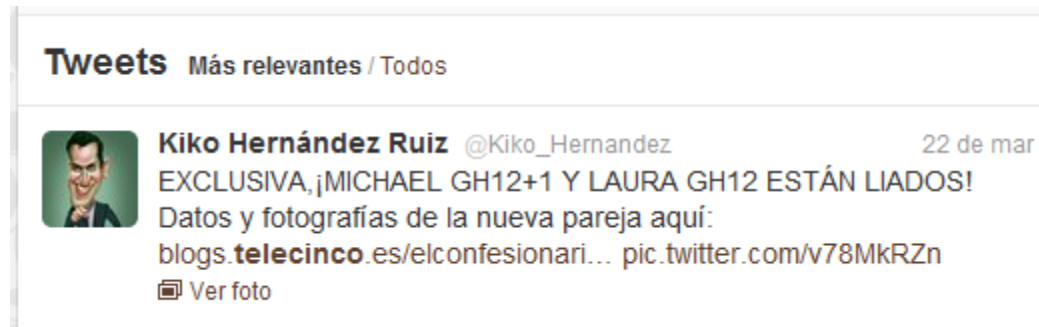 Tweets Más relevantes / Todos
Kiko Hernández Ruiz @Kiko_Hernandez 22 de mar
EXCLUSIVA,¡MICHAEL GH12+1 Y LAURA GH12 ESTÁN LIADOS!
Datos y fotografías de la nueva pareja aquí:
blogs.telecinco.es/elconfesionari... pic.twitter.com/v78MkRZn
Ver foto